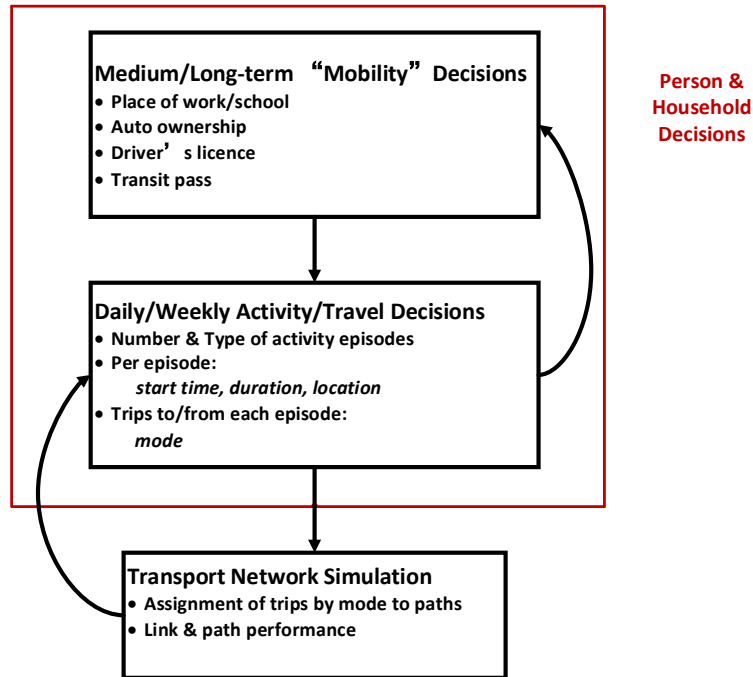 Medium/Long-term “Mobility” Decisions
• Place of work/school
• Auto ownership
• Driver’s licence
• Transit pass
Person &
Household
Decisions
Daily/Weekly Activity/Travel Decisions
• Number & Type of activity episodes
• Per episode:
start time, duration, location
• Trips to/from each episode:
mode
Transport Network Simulation
• Assignment of trips by mode to paths
• Link & path performance